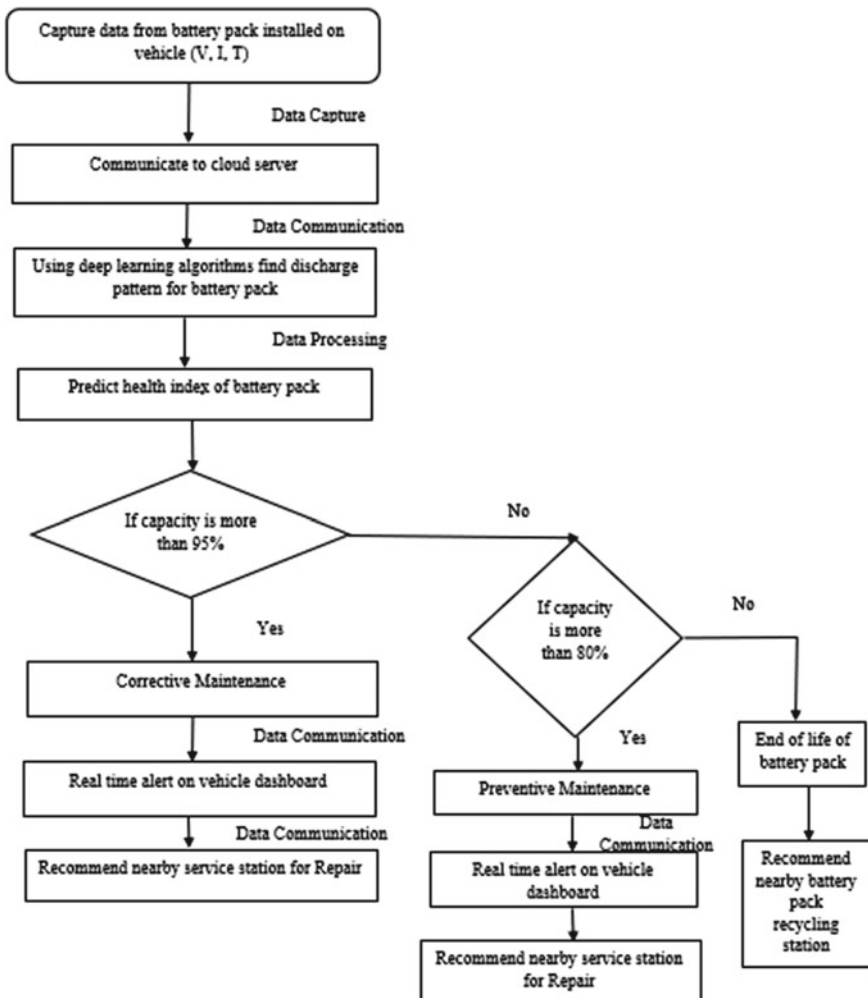 Capture data from battery pack installed on
vehicle (V, I, T)
Data Capture
Communicate to cloud server
Data Communication
Using deep learning algorithms find discharge
pattern for battery pack
Data Processing
Predict health index of battery pack
If capacity is more
than 95%
No
Yes
Corrective Maintenance
Data Communication
Real time alert on vehicle dashboard
Data Communication
Recommend nearby service station for Repair
If capacity
is more
than 80%
No
Yes
Preventive Maintenance
Data
Communication
Real time alert on vehicle
dashboard
Recommend nearby service station
for Repair
End of life of
battery pack
Recommend
nearby battery
pack
recycling
station